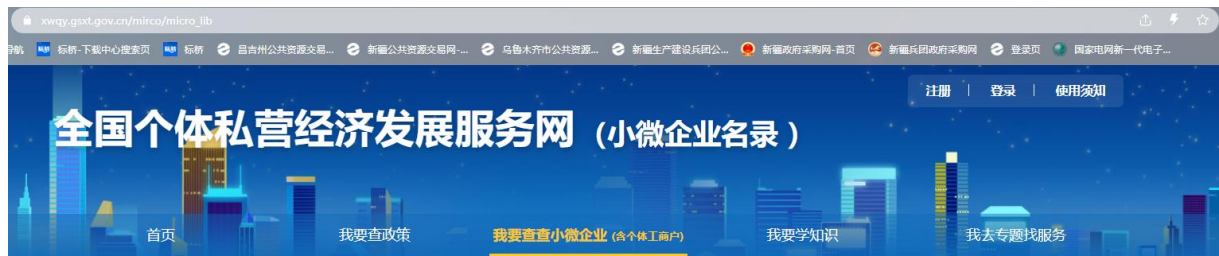 xwqy.gsxt.gov.cn/mirco/micro_lib
导航 标桥-下载中心搜索页 标桥 昌吉州公共资源交易... 新疆公共资源交易网-... 乌鲁木齐市公共资源... 新疆生产建设兵团公... 新疆政府采购网-首页 新疆兵团政府采购网 登录页 国家电网新一代电子...
注册 | 登录 | 使用须知
全国个体私营经济发展服务网（小微企业名录）
首页 我要查政策 我要查查小微企业 (含个体工商户) 我要学知识 我去专题找服务